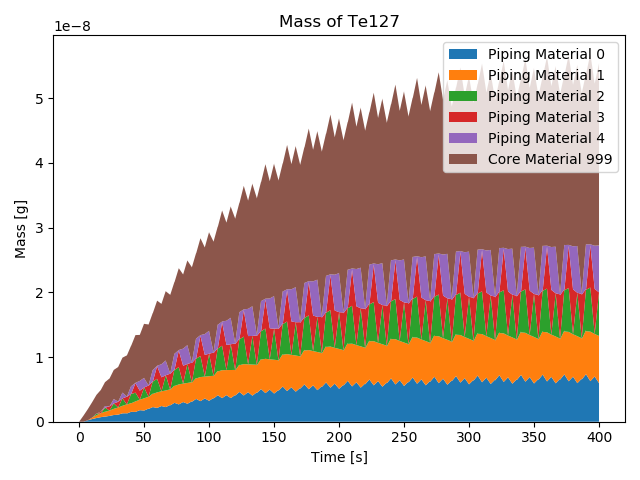 Mass of Te127
1e−8
Piping Material 0
Piping Material 1
Piping Material 2
Piping Material 3
Piping Material 4
Core Material 999
Mass [g]
5
4
3
2
1
0
0 50 100 150 200 250 300 350 400
Time [s]